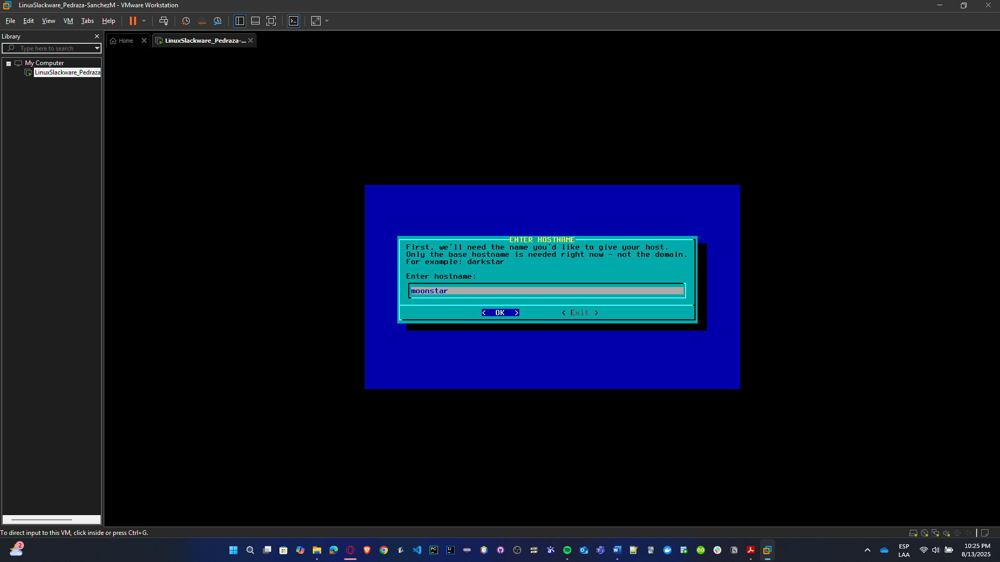 LinuxSlackware_Pedraza-SanchezM - VMware Workstation
File Edit View VM Tabs Help
Library
Home
LinuxSlackware_Pedraza-...
Type here to search
My Computer
LinuxSlackware_Pedraza
ENTER HOSTNAME
First, we'll need the name you'd like to give your host.
Only the base hostname is needed right now - not the domain.
For example: darkstar
Enter hostname:
moonstar
< OK > < Exit >
To direct input to this VM, click inside or press Ctrl+G.
2
PC
IJ
ESP
LAA
10:25 PM
8/13/2025